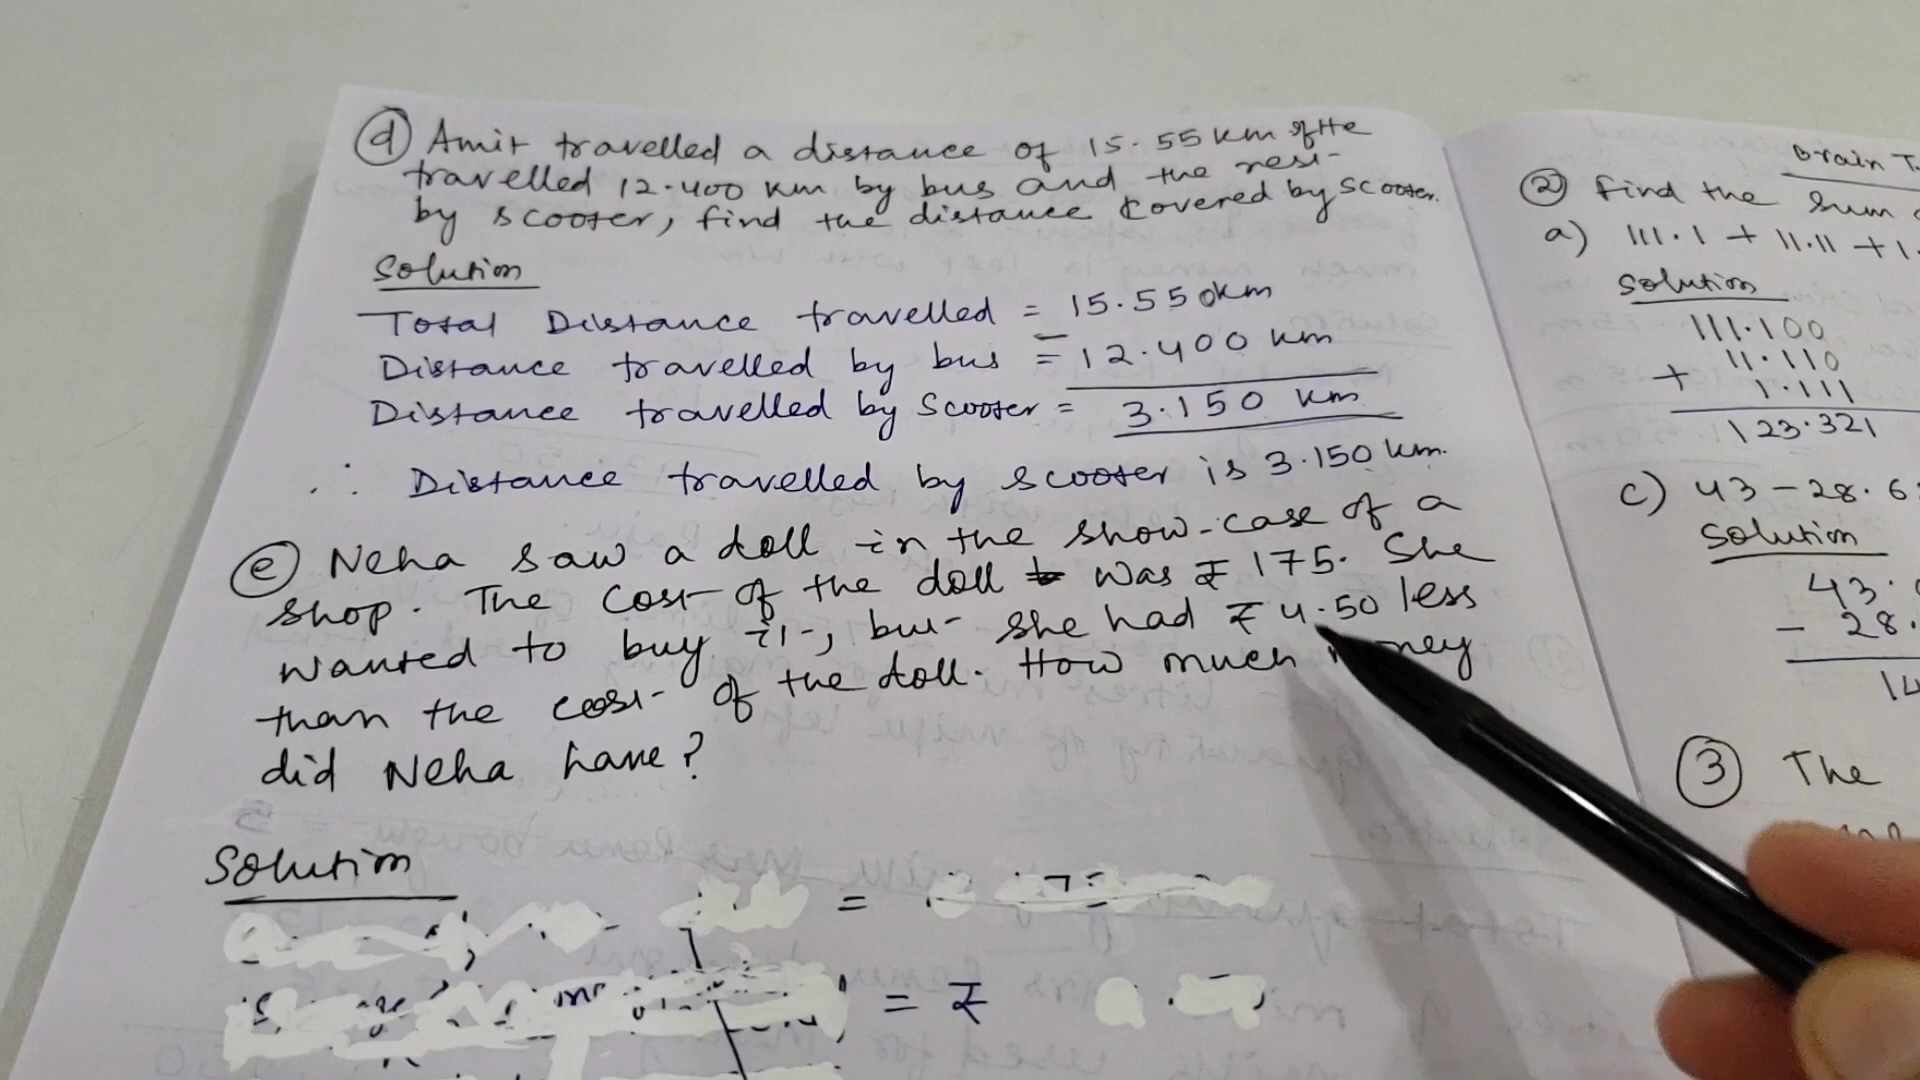 (d) Amit travelled a distance of 15.55 km if He
travelled 12.400 km by bus and the rest
by scooter, find the distance covered by scooter.
Solution
Total Distance travelled = 15.550km
Distance travelled by bus = 12.400 km
Distance travelled by Scooter = 3.150 km
∴ Distance travelled by scooter is 3.150 km.
(e) Neha saw a doll in the show-case of a
shop. The cost of the doll was ₹ 175. She
wanted to buy it, but she had ₹ 4.50 less
than the cost of the doll. How much
did Neha have?
Solution
=
= ₹
Brain T
(2) Find the sum
a) 111.1 + 11.11 + 1.
Solution
111.100
11.110
+ 1.111
123.321
c) 43 - 28.6
Solution
43.
- 28.
14
(3) The